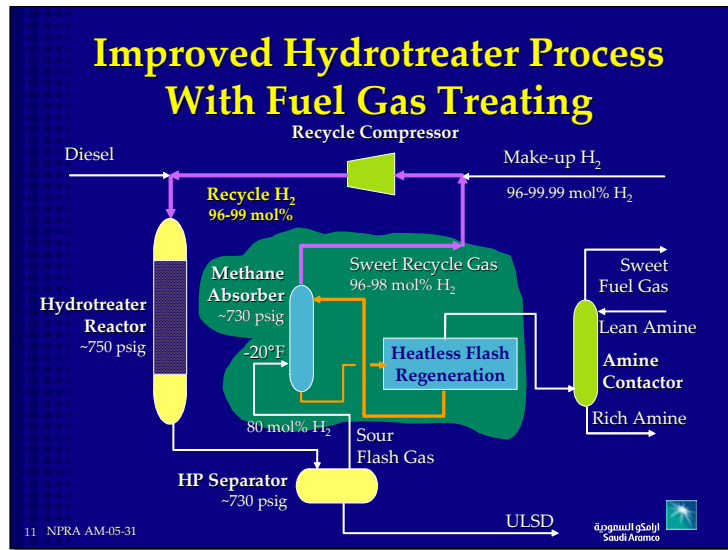 Improved Hydrotreater Process
With Fuel Gas Treating
Recycle Compressor
Diesel
Make-up H₂
96-99.99 mol% H₂
Recycle H₂
96-99 mol%
Sweet Recycle Gas
96-98 mol% H₂
Methane
Absorber
~730 psig
Hydrotreater
Reactor
~750 psig
-20°F
Heatless Flash
Regeneration
Sweet
Fuel Gas
Lean Amine
Amine
Contactor
Rich Amine
80 mol% H₂
Sour
Flash Gas
HP Separator
~730 psig
ULSD
11 NPRA AM-05-31
ارامكو السعودية
Saudi Aramco